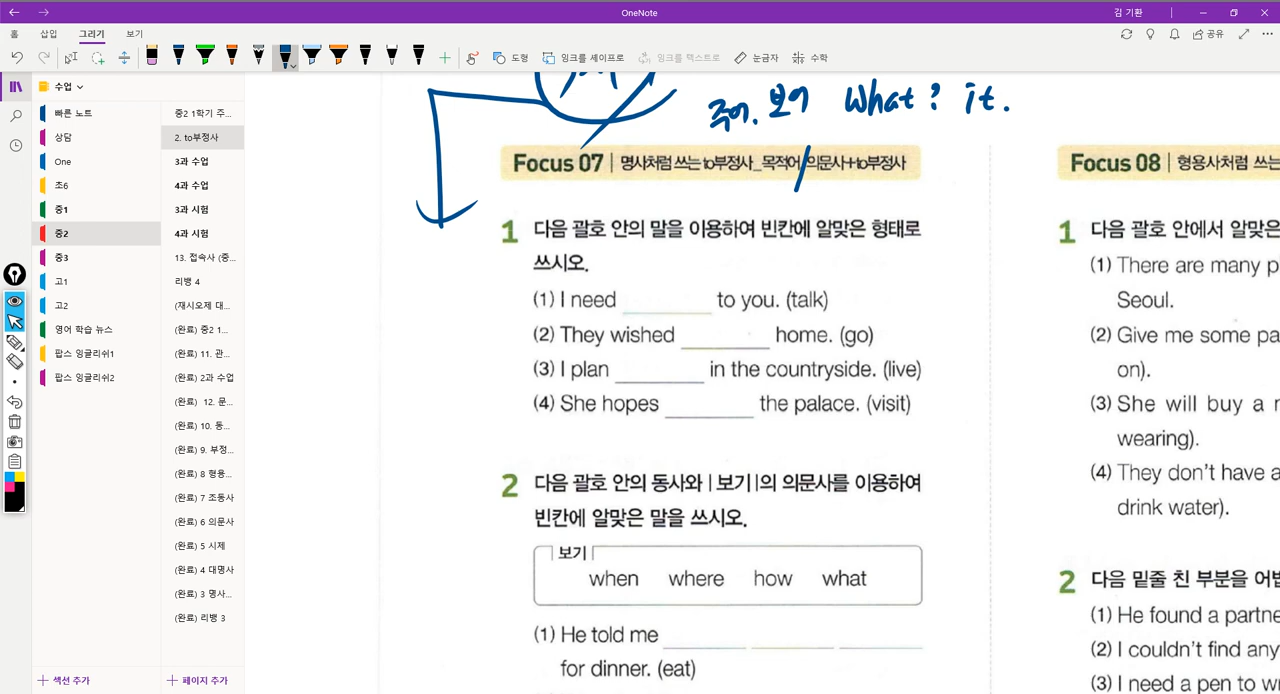 OneNote
김 기환
홈 삽입 그리기 보기
공유
도형 잉크를 셰이프로 잉크를 텍스트로 눈금자 수학
수업
빠른 노트
상담
One
초6
중1
중2
중3
고1
고2
영어 학습 뉴스
팝스 잉글리쉬1
팝스 잉글리쉬2
섹션 추가
중2 1학기 주...
2. to부정사
3과 수업
4과 수업
3과 시험
4과 시험
13. 접속사 (중...
리뱅 4
(재시오제 대...
(완료) 중2 1...
(완료) 11. 관...
(완료) 2과 수업
(완료) 12. 문...
(완료) 10. 동...
(완료) 9. 부정...
(완료) 8 형용...
(완료) 7 조동사
(완료) 6 의문사
(완료) 5 시제
(완료) 4 대명사
(완료) 3 명사...
(완료) 리뱅 3
페이지 추가
주어. 보어 What? it.
Focus 07 | 명사처럼 쓰는 to부정사_목적어/의문사+to부정사
1 다음 괄호 안의 말을 이용하여 빈칸에 알맞은 형태로
쓰시오.
(1) I need ________ to you. (talk)
(2) They wished ________ home. (go)
(3) I plan ________ in the countryside. (live)
(4) She hopes ________ the palace. (visit)
2 다음 괄호 안의 동사와 |보기|의 의문사를 이용하여
빈칸에 알맞은 말을 쓰시오.
보기
when where how what
(1) He told me ________ ________ ________
for dinner. (eat)
Focus 08 | 형용사처럼 쓰는
1 다음 괄호 안에서 알맞은
(1) There are many p
Seoul.
(2) Give me some pa
on).
(3) She will buy a
wearing).
(4) They don't have a
drink water).
2 다음 밑줄 친 부분을 어법
(1) He found a partne
(2) I couldn't find any
(3) I need a pen to w